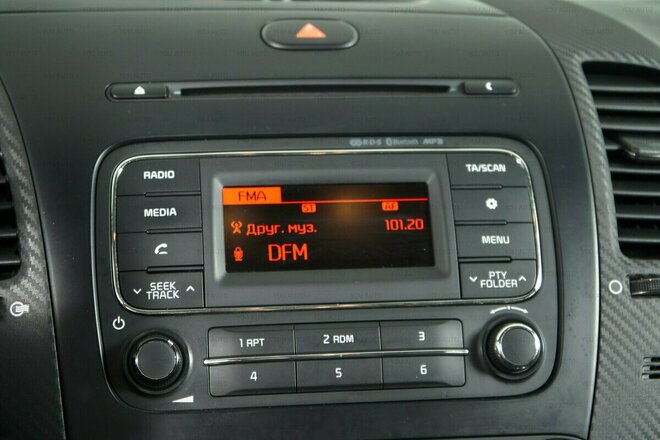 RDS Bluetooth MP3
RADIO
TA/SCAN
FMA
ST AF
MEDIA
Друг. муз. 101.20
DFM
MENU
SEEK
TRACK
PTY
FOLDER
1 RPT 2 RDM 3
4 5 6